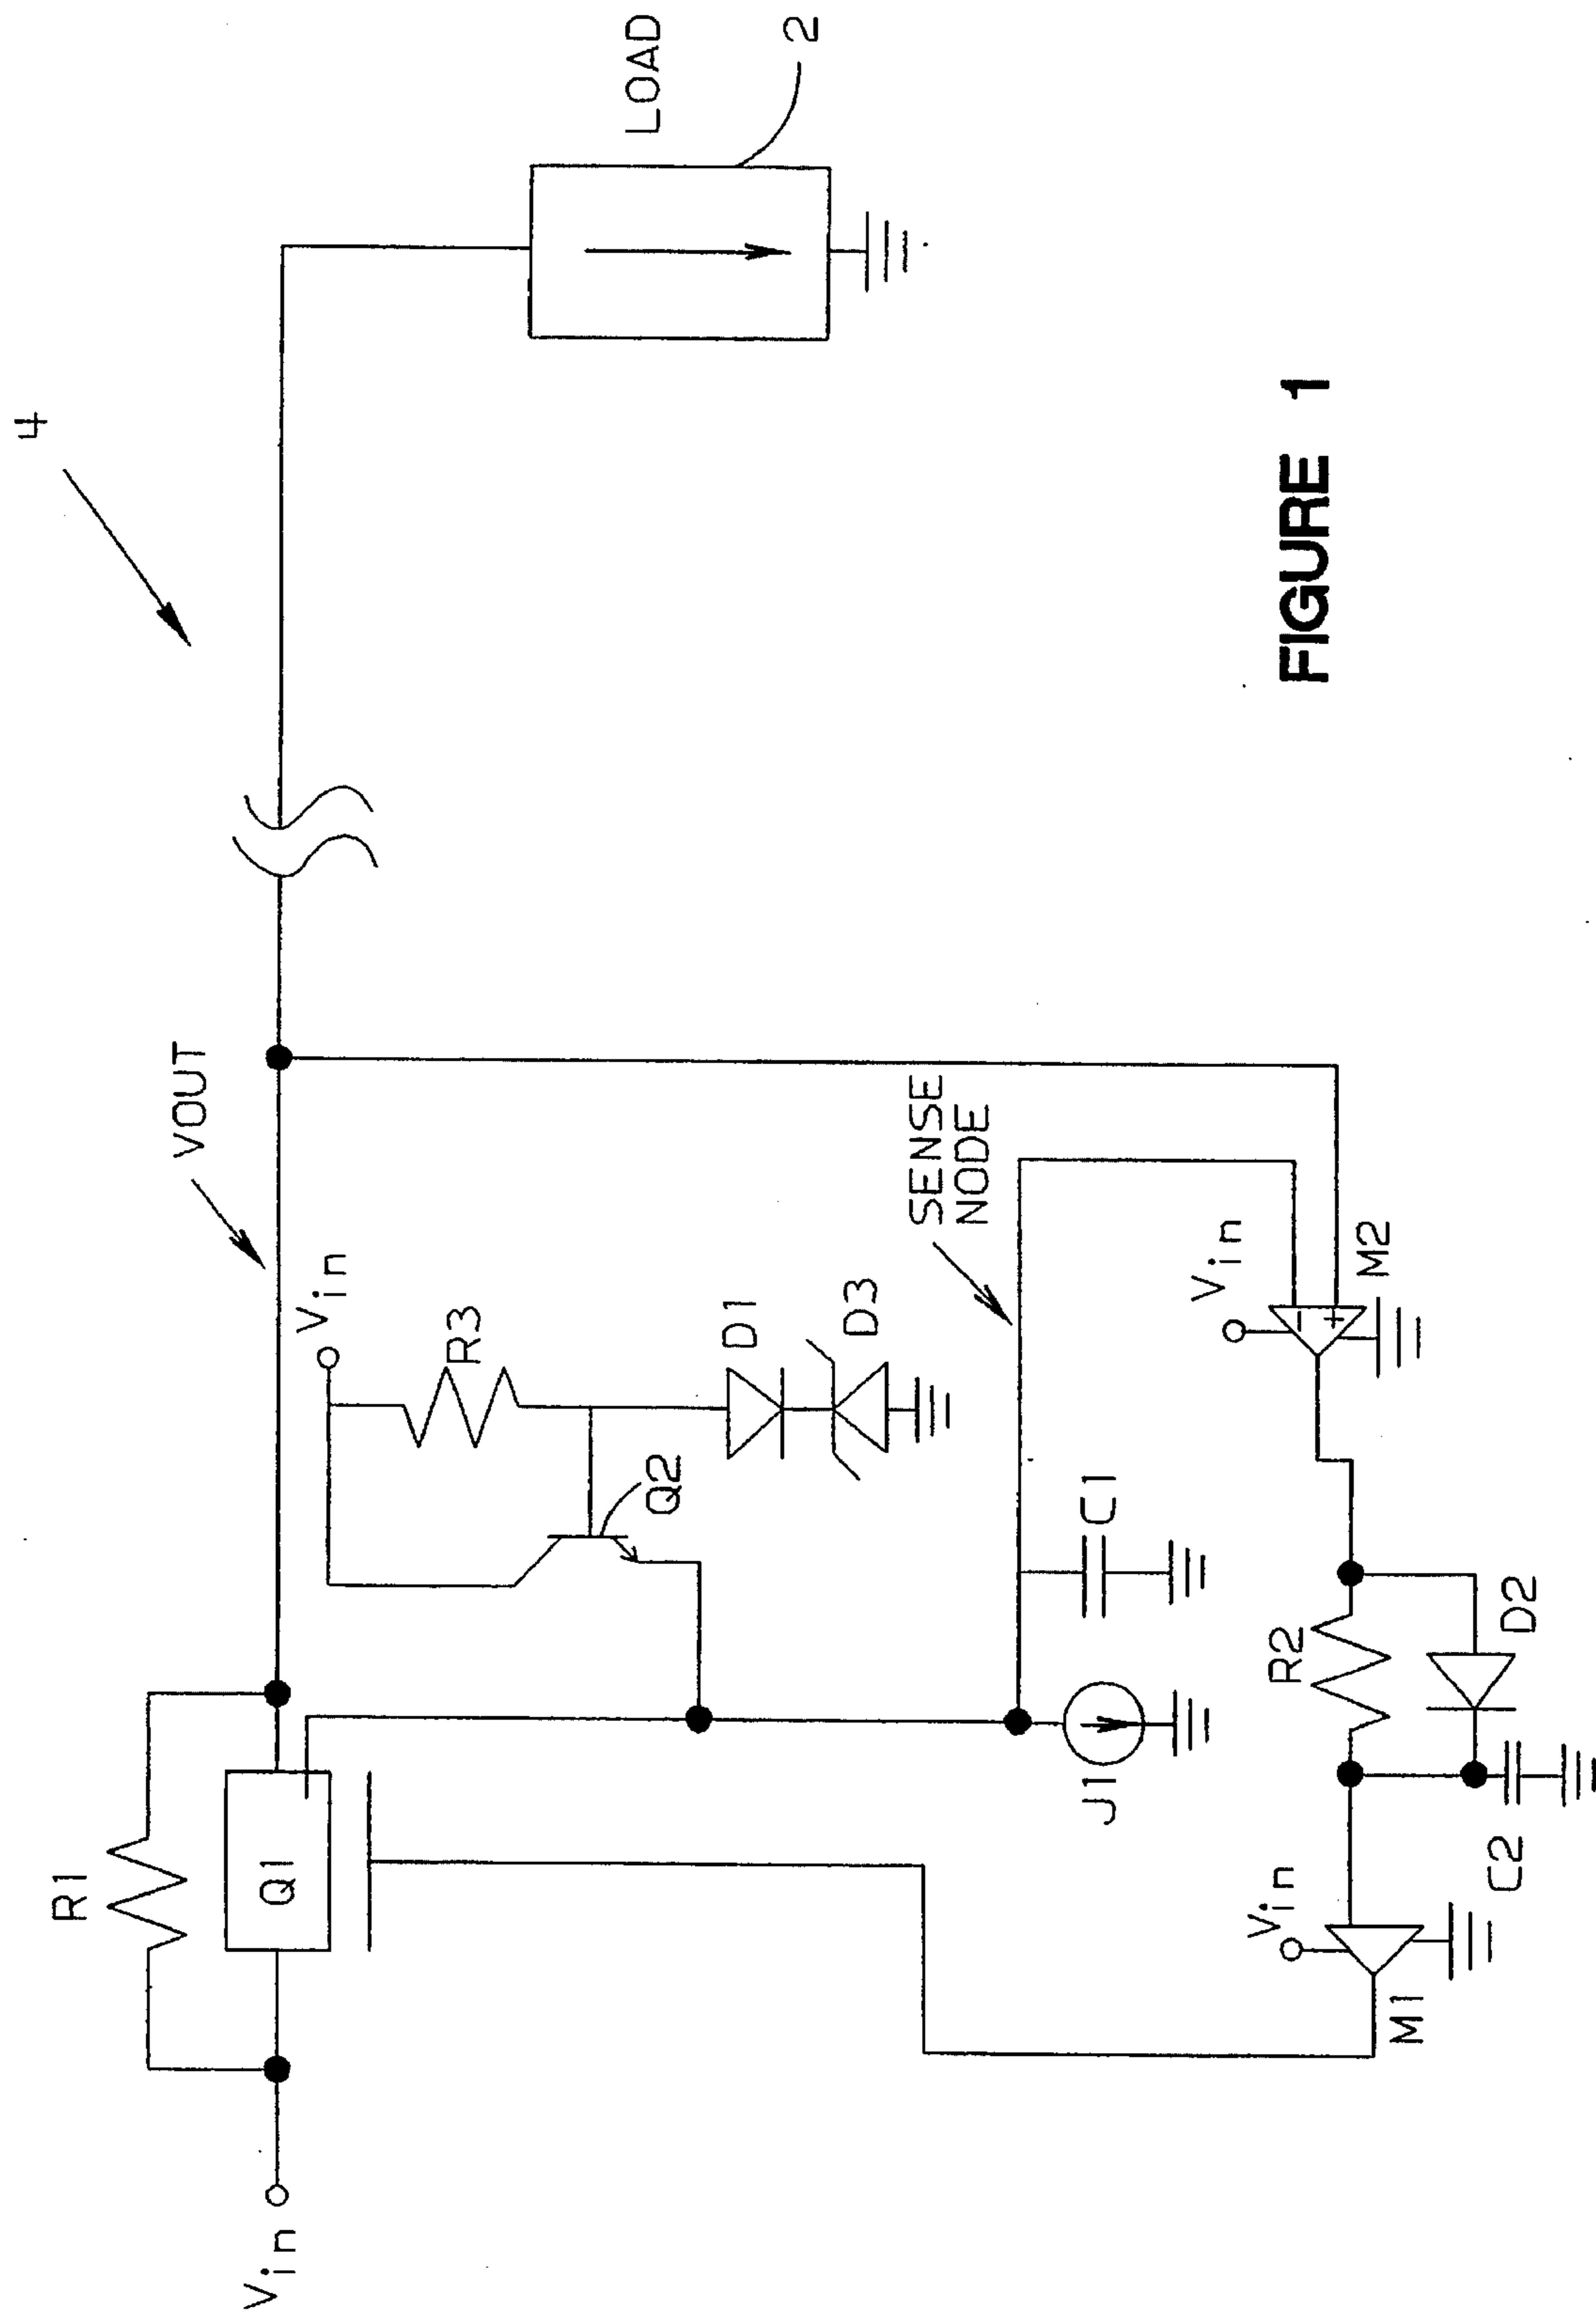 4
LOAD
2
VOUT
Vin
R3
D1
D3
Q2
SENSE
NODE
R1
Q1
C1
J1
Vin
M2
R2
D2
C2
Vin
M1
Vin
- +
FIGURE 1